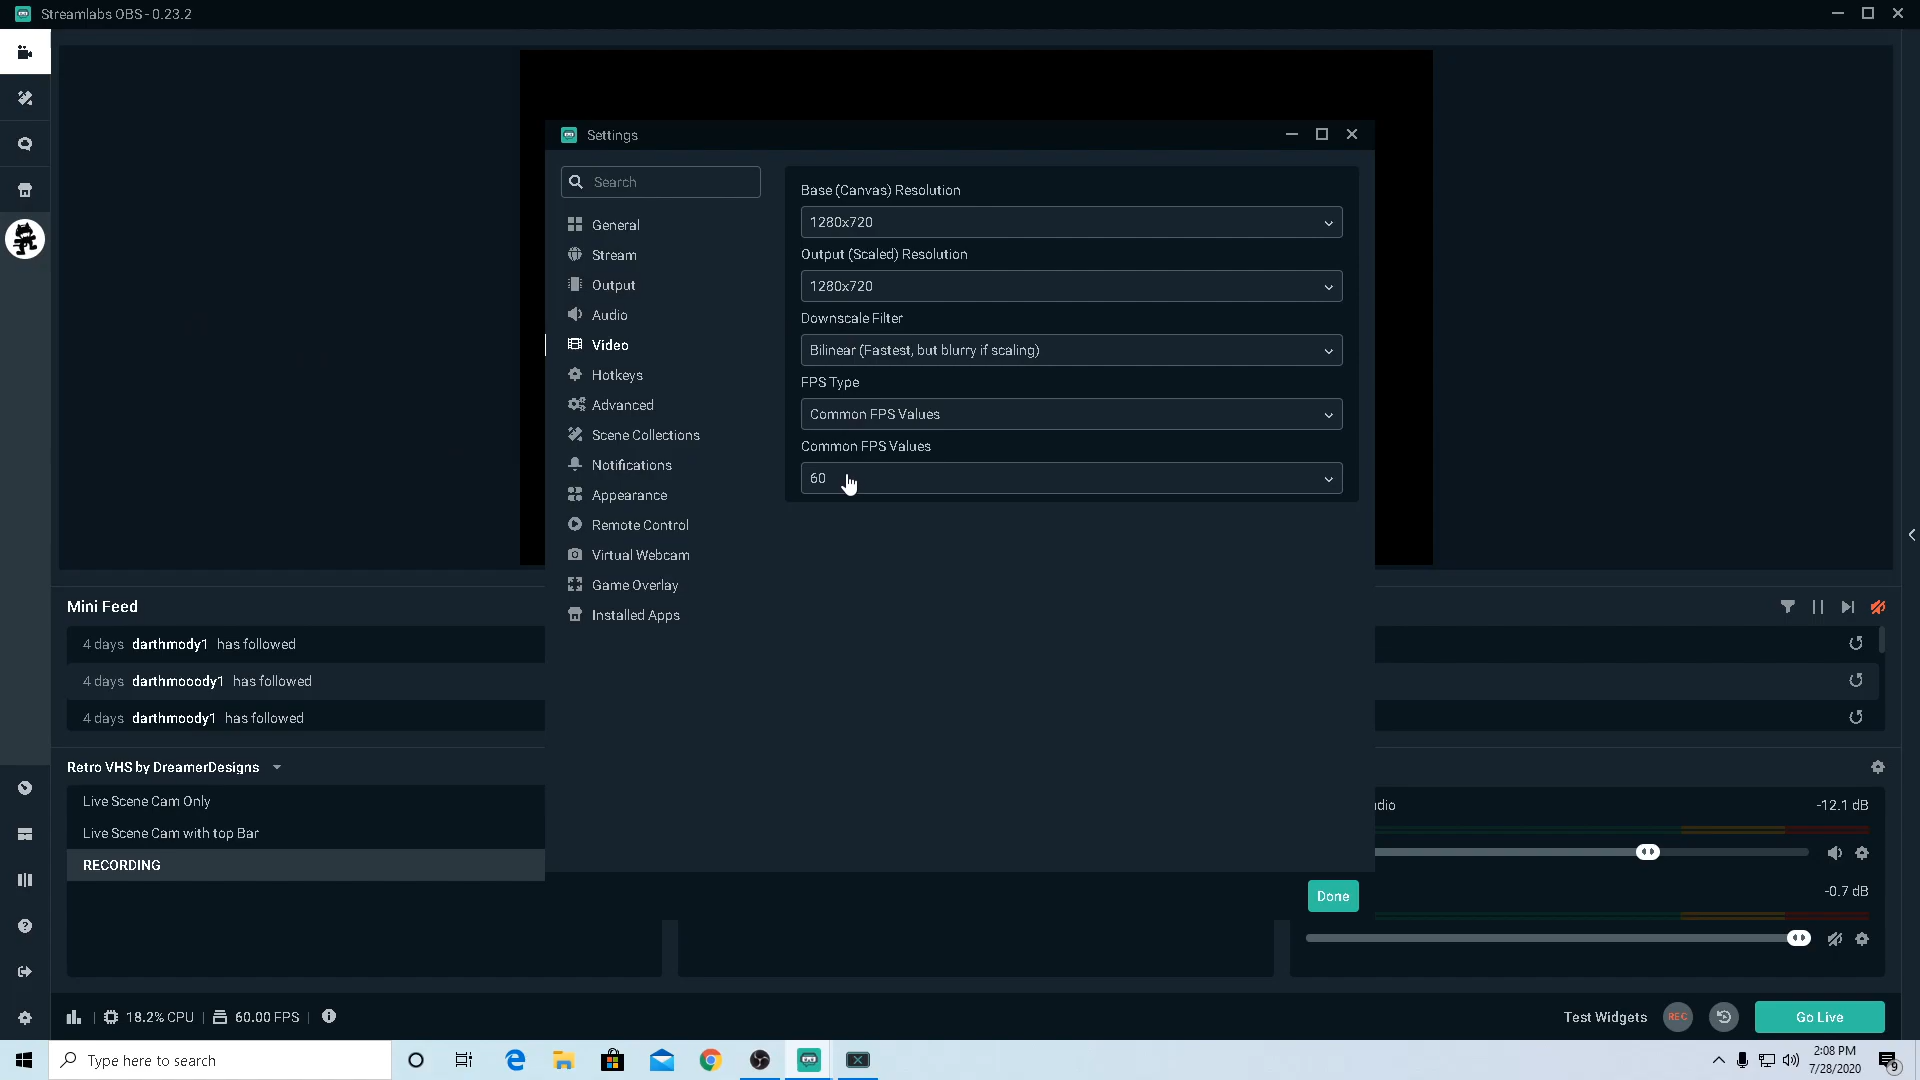 Streamlabs OBS - 0.23.2
Settings
Search
General
Stream
Output
Audio
Video
Hotkeys
Advanced
Scene Collections
Notifications
Appearance
Remote Control
Virtual Webcam
Game Overlay
Installed Apps
Base (Canvas) Resolution
1280x720
Output (Scaled) Resolution
1280x720
Downscale Filter
Bilinear (Fastest, but blurry if scaling)
FPS Type
Common FPS Values
Common FPS Values
60
Done
Mini Feed
4 days darthmody1 has followed
4 days darthmooody1 has followed
4 days darthmoody1 has followed
Retro VHS by DreamerDesigns
Live Scene Cam Only
Live Scene Cam with top Bar
RECORDING
dio
-12.1 dB
-0.7 dB
18.2% CPU
60.00 FPS
Test Widgets
REC
Go Live
Type here to search
2:08 PM
7/28/2020
9